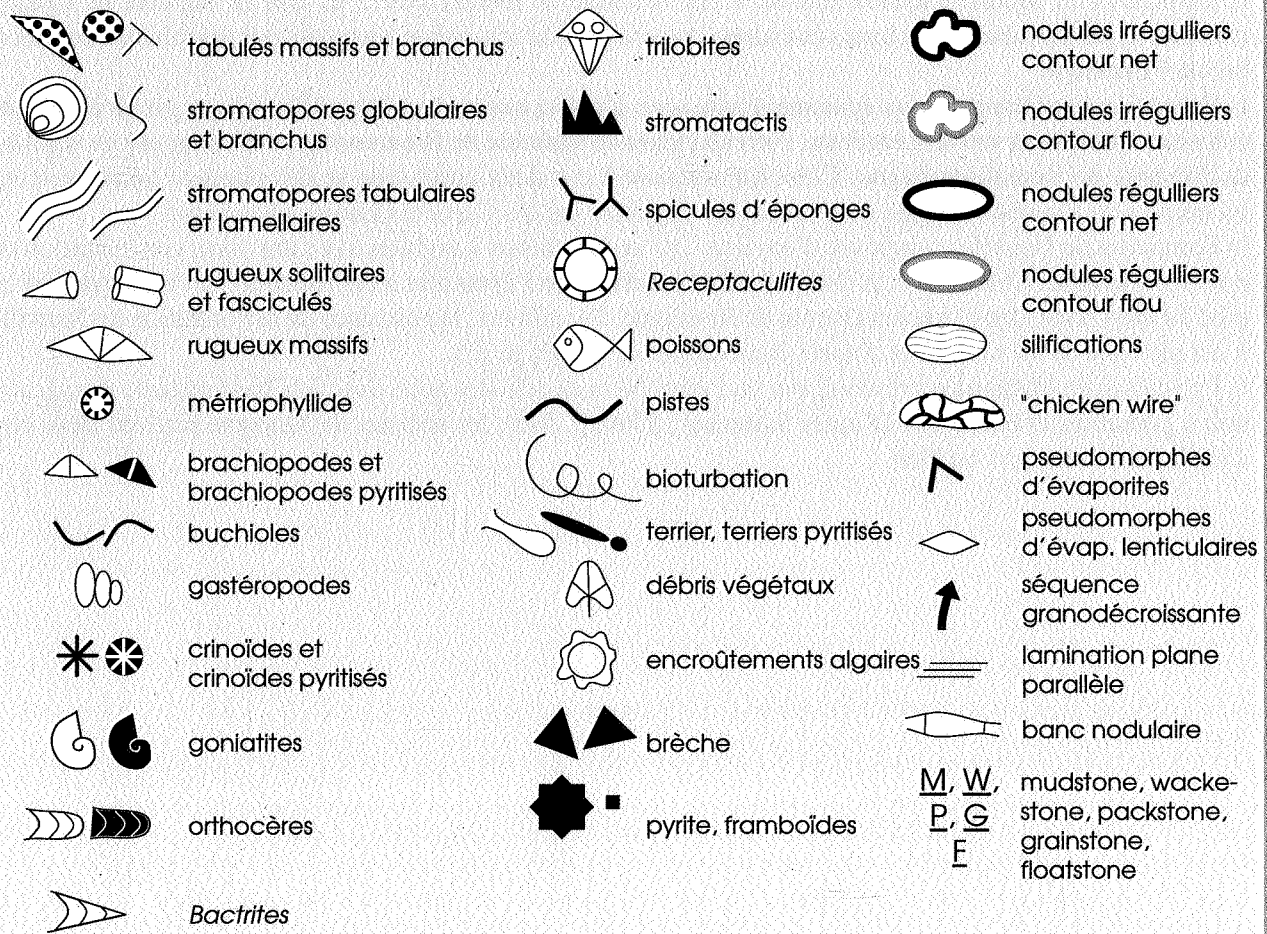 tabulés massifs et branchus
stromatopores globulaires
et branchus
stromatopores tabulaires
et lamellaires
rugueux solitaires
et fasciculés
rugueux massifs
métriophyllide
brachiopodes et
brachiopodes pyritisés
buchioles
gastéropodes
crinoïdes et
crinoïdes pyritisés
goniatites
orthocères
Bactrites
trilobites
stromatactis
spicules d'éponges
Receptaculites
poissons
pistes
bioturbation
terrier, terriers pyritisés
débris végétaux
encroûtements algaires
brèche
pyrite, framboïdes
nodules irrégulliers
contour net
nodules irrégulliers
contour flou
nodules régulliers
contour net
nodules régulliers
contour flou
silifications
"chicken wire"
pseudomorphes
d'évaporites
pseudomorphes
d'évap. lenticulaires
séquence
granodécroissante
lamination plane
parallèle
banc nodulaire
M, W,
P, G
F
mudstone, wacke-
stone, packstone,
grainstone,
floatstone